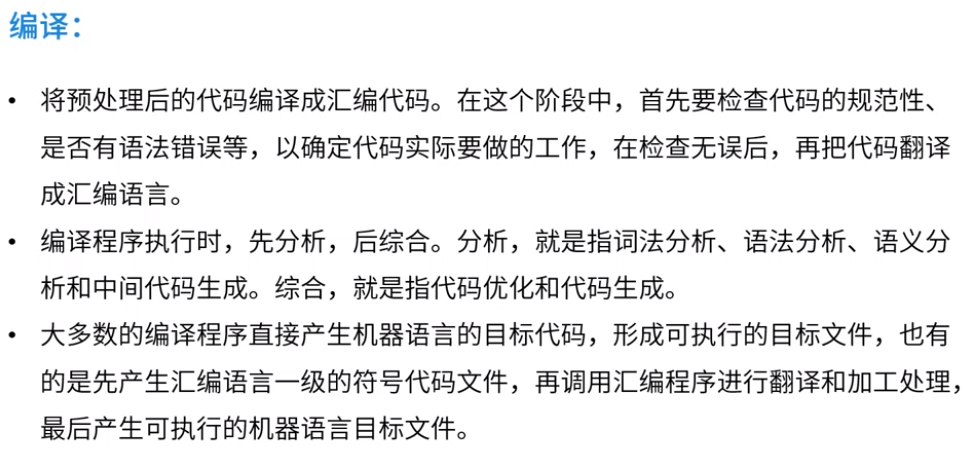 编译：
• 将预处理后的代码编译成汇编代码。在这个阶段中，首先要检查代码的规范性、
是否有语法错误等，以确定代码实际要做的工作，在检查无误后，再把代码翻译
成汇编语言。
• 编译程序执行时，先分析，后综合。分析，就是指词法分析、语法分析、语义分
析和中间代码生成。综合，就是指代码优化和代码生成。
• 大多数的编译程序直接产生机器语言的目标代码，形成可执行的目标文件，也有
的是先产生汇编语言一级的符号代码文件，再调用汇编程序进行翻译和加工处理，
最后产生可执行的机器语言目标文件。